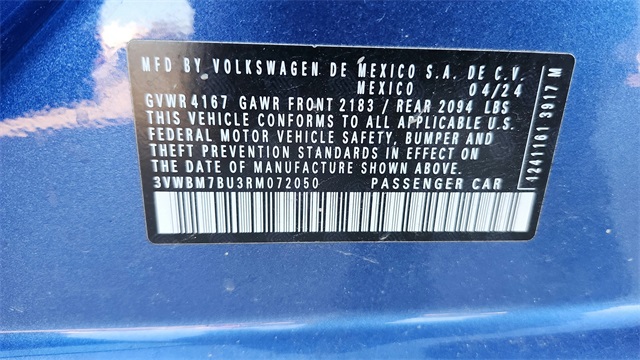 MFD BY VOLKSWAGEN DE MEXICO S.A. DE C.V.
MEXICO 04/24
GVWR 4167 GAWR FRONT 2183 / REAR 2094 LBS
THIS VEHICLE CONFORMS TO ALL APPLICABLE U.S.
FEDERAL MOTOR VEHICLE SAFETY, BUMPER AND
THEFT PREVENTION STANDARDS IN EFFECT ON
THE DATE OF MANUFACTURE SHOWN ABOVE.
3VWBM7BU3RM072050 PASSENGER CAR
1241161 3917 M